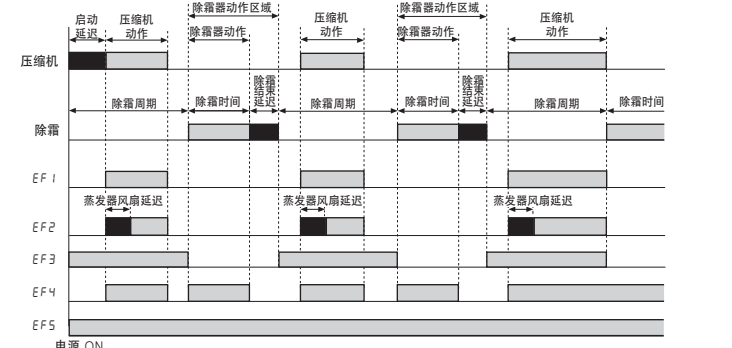 除霜器动作区域 除霜器动作区域
启动
延迟 压缩机
动作 除霜器动作 压缩机
动作 除霜器动作 压缩机
动作
压缩机
除霜
结束
延迟 除霜
结束
延迟
除霜周期 除霜时间 除霜周期 除霜时间 除霜周期 除霜时间
除霜
EF1
蒸发器风扇延迟 蒸发器风扇延迟 蒸发器风扇延迟
EF2
EF3
EF4
EF5
电源 ON